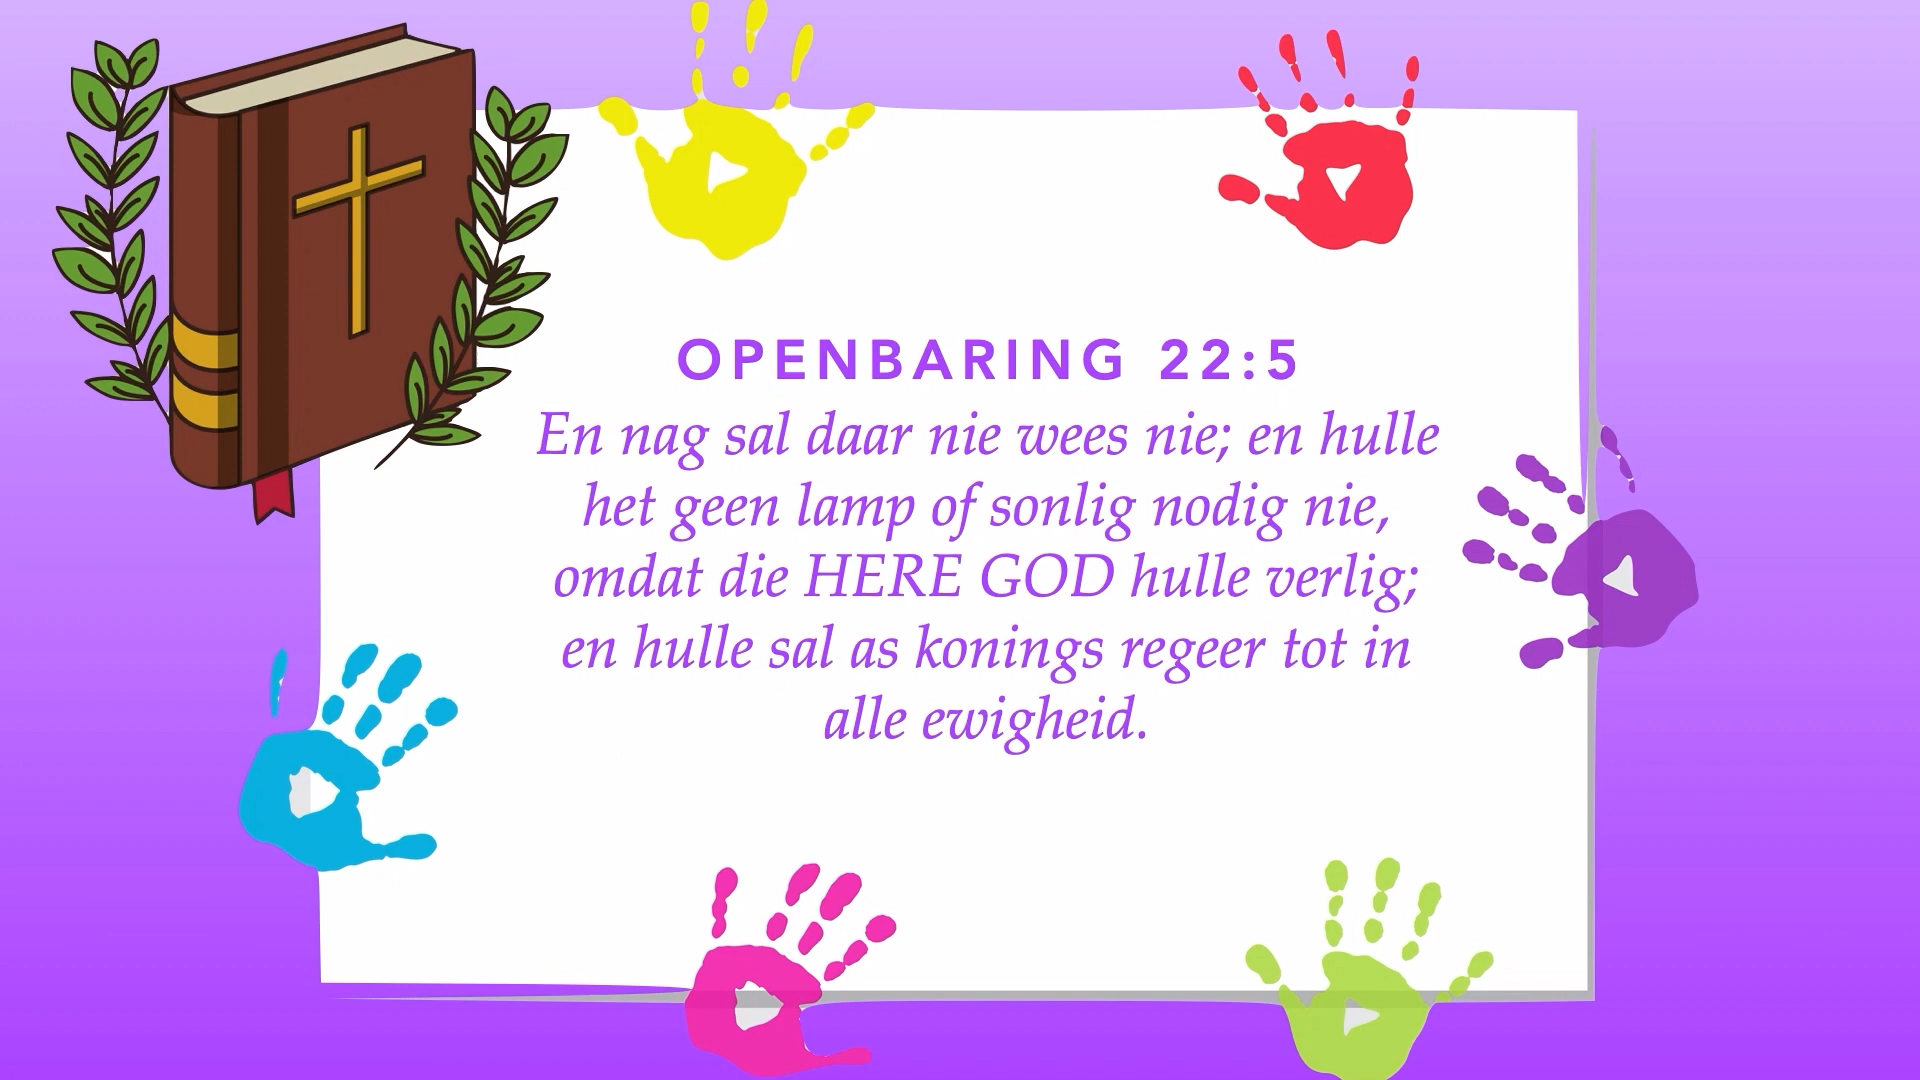 OPENBARING 22:5
En nag sal daar nie wees nie; en hulle
het geen lamp of sonlig nodig nie,
omdat die HERE GOD hulle verlig;
en hulle sal as konings regeer tot in
alle ewigheid.